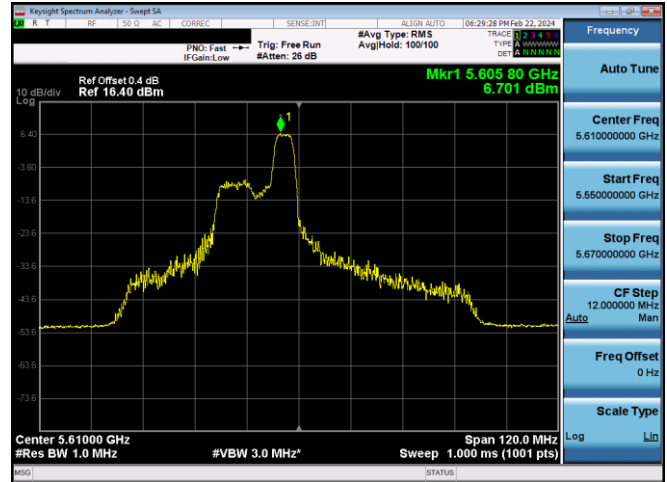 Keysight Spectrum Analyzer - Swept SA
LXI R T RF 50 Ω AC CORREC SENSE:INT ALIGN AUTO 06:29:28 PM Feb 22, 2024
PNO: Fast
IFGain:Low
Trig: Free Run
#Atten: 26 dB
#Avg Type: RMS
Avg|Hold: 100/100
TRACE 1 2 3 4 5 6
TYPE A WWWWW
DET A N N N N N
Mkr1 5.605 80 GHz
6.701 dBm
Ref Offset 0.4 dB
10 dB/div Ref 16.40 dBm
Log
1
6.40
-3.60
-13.6
-23.6
-33.6
-43.6
-53.6
-63.6
-73.6
Center 5.61000 GHz Span 120.0 MHz
#Res BW 1.0 MHz #VBW 3.0 MHz* Sweep 1.000 ms (1001 pts)
MSG STATUS
Frequency
Auto Tune
Center Freq
5.610000000 GHz
Start Freq
5.550000000 GHz
Stop Freq
5.670000000 GHz
CF Step
12.000000 MHz
Auto Man
Freq Offset
0 Hz
Scale Type
Log Lin